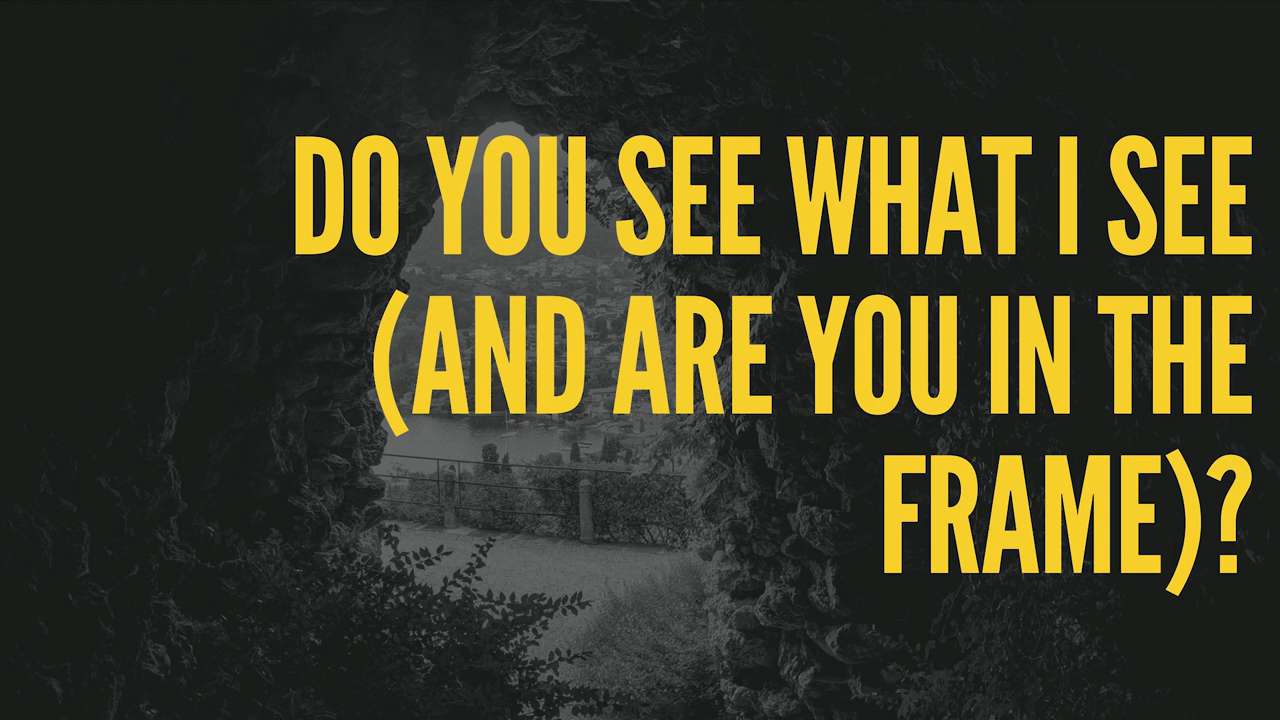 DO YOU SEE WHAT I SEE
(AND ARE YOU IN THE
FRAME)?